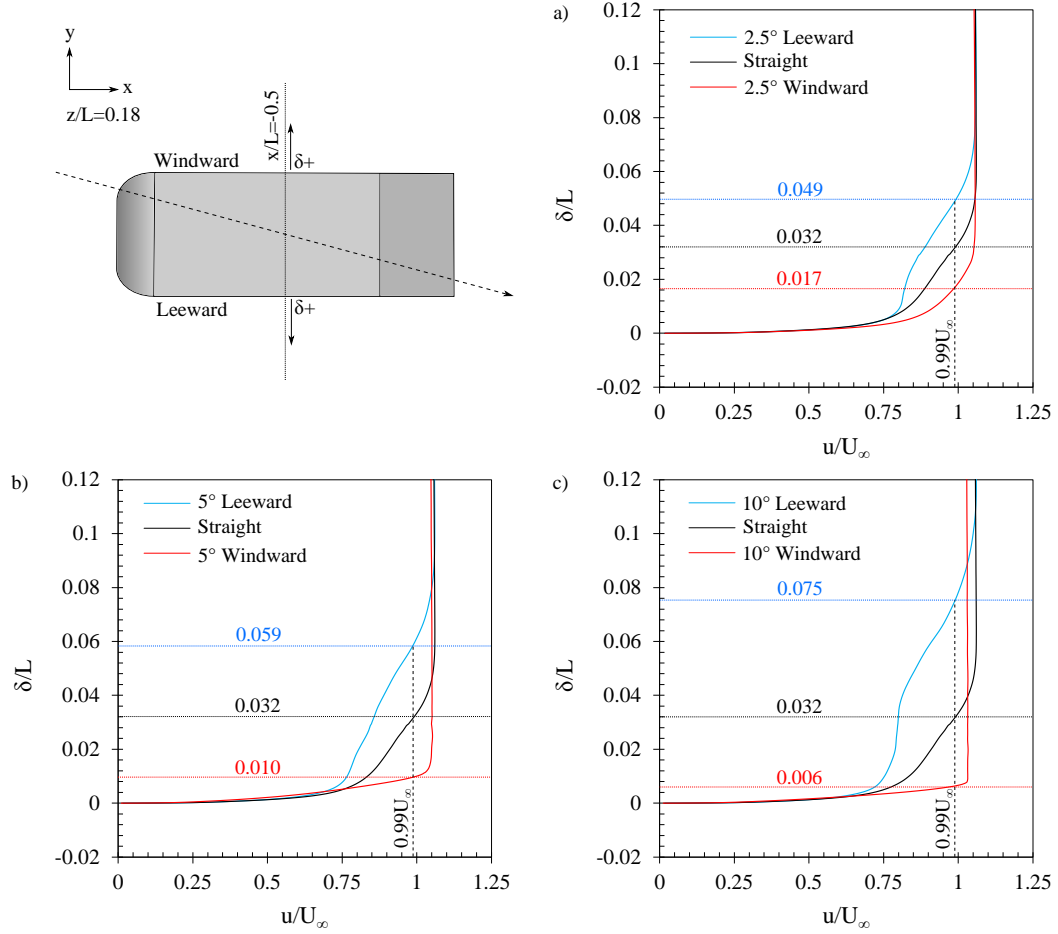 y
x
z/L=0.18
x/L=-0.5
Windward
δ+
Leeward
δ+
a)
0.12
0.1
0.08
0.06
0.04
0.02
0
-0.02
δ/L
2.5° Leeward
Straight
2.5° Windward
0.049
0.032
0.017
0.99U∞
0 0.25 0.5 0.75 1 1.25
u/U∞
b)
0.12
0.1
0.08
0.06
0.04
0.02
0
-0.02
δ/L
5° Leeward
Straight
5° Windward
0.059
0.032
0.010
0.99U∞
0 0.25 0.5 0.75 1 1.25
u/U∞
c)
0.12
0.1
0.08
0.06
0.04
0.02
0
-0.02
δ/L
10° Leeward
Straight
10° Windward
0.075
0.032
0.006
0.99U∞
0 0.25 0.5 0.75 1 1.25
u/U∞